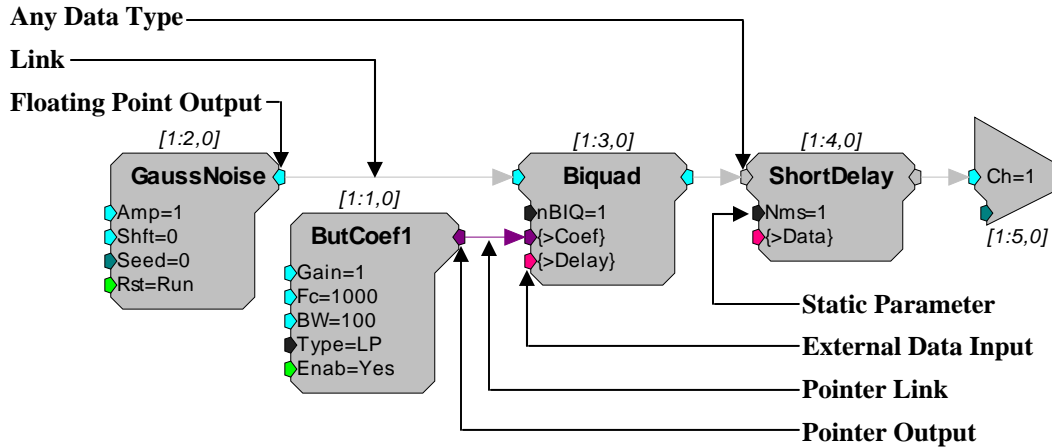 Any Data Type
Link
Floating Point Output
[1:2,0]
GaussNoise
Amp=1
Shft=0
Seed=0
Rst=Run
[1:1,0]
ButCoef1
Gain=1
Fc=1000
BW=100
Type=LP
Enab=Yes
[1:3,0]
Biquad
nBIQ=1
{>Coef}
{>Delay}
[1:4,0]
ShortDelay
Nms=1
{>Data}
Ch=1
[1:5,0]
Static Parameter
External Data Input
Pointer Link
Pointer Output